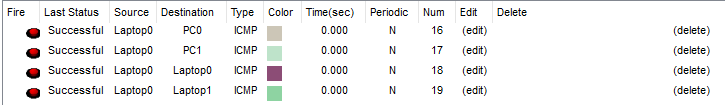 Fire Last Status Source Destination Type Color Time(sec) Periodic Num Edit Delete
Successful Laptop0 PC0 ICMP 0.000 N 16 (edit) (delete)
Successful Laptop0 PC1 ICMP 0.000 N 17 (edit) (delete)
Successful Laptop0 Laptop0 ICMP 0.000 N 18 (edit) (delete)
Successful Laptop0 Laptop1 ICMP 0.000 N 19 (edit) (delete)